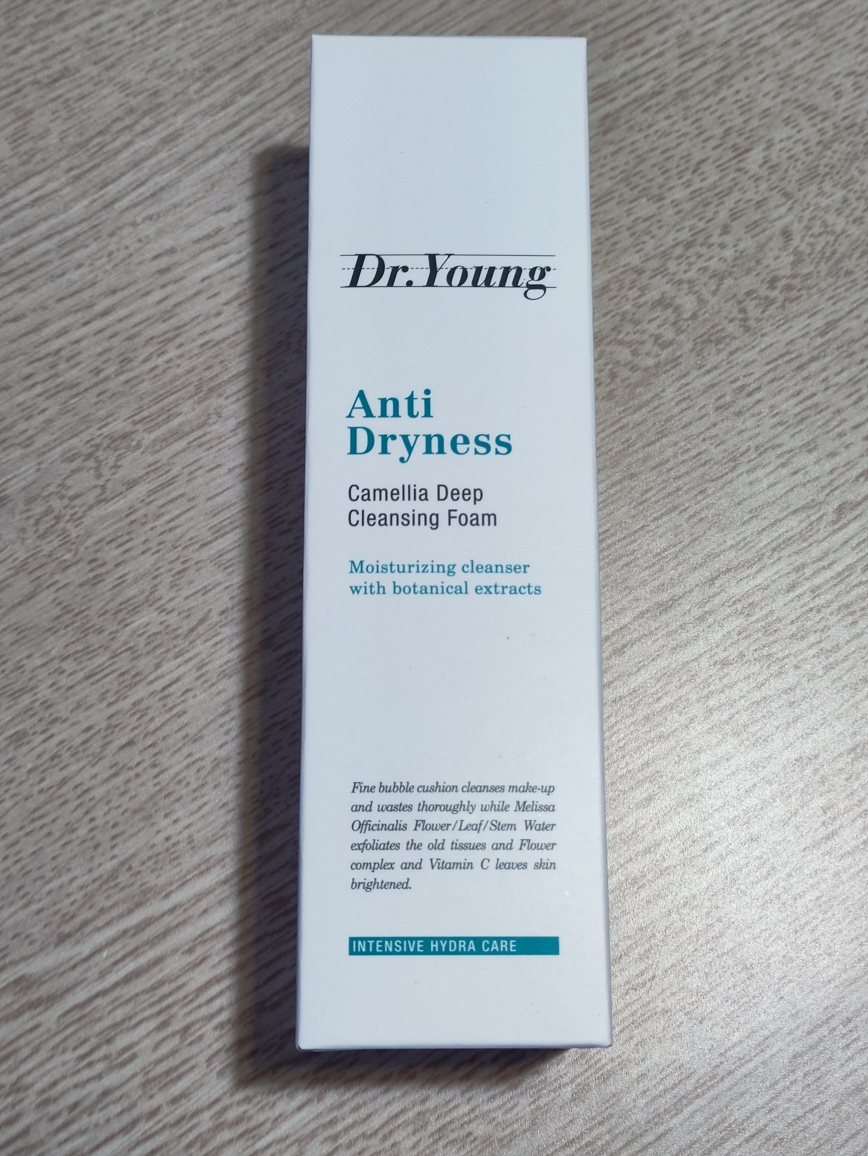 Dr.Young
Anti
Dryness
Camellia Deep
Cleansing Foam
Moisturizing cleanser
with botanical extracts
Fine bubble cushion cleanses make-up
and wastes thoroughly while Melissa
Officinalis Flower/Leaf/Stem Water
exfoliates the old tissues and Flower
complex and Vitamin C leaves skin
brightened.
INTENSIVE HYDRA CARE